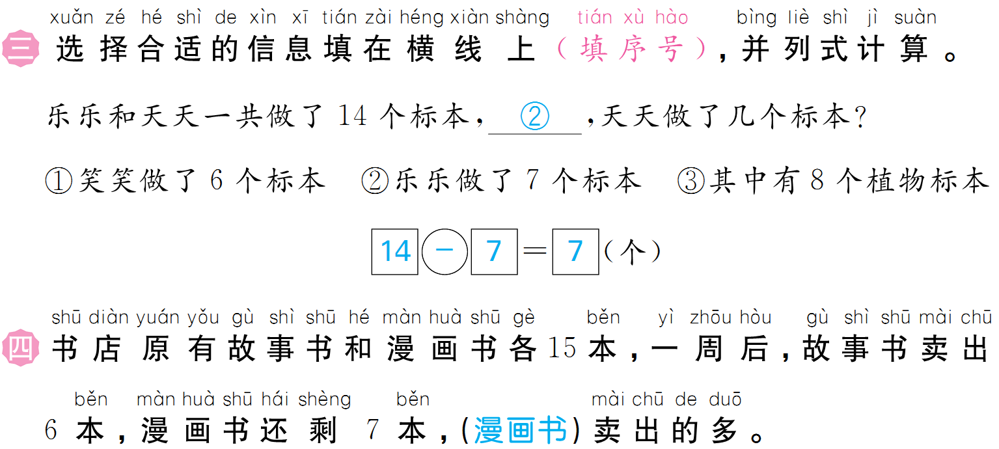 xuǎn zé hé shì de xìn xī tián zài héng xiàn shàng tián xù hào bìng liè shì jì suàn
三 选择合适的信息填在横线上（填序号），并列式计算。
乐乐和天天一共做了 14 个标本，②，天天做了几个标本？
①笑笑做了 6 个标本 ②乐乐做了 7 个标本 ③其中有 8 个植物标本
14 － 7 ＝ 7（个）
shū diàn yuán yǒu gù shì shū hé màn huà shū gè běn yì zhōu hòu gù shì shū mài chū
四 书店原有故事书和漫画书各 15 本，一周后，故事书卖出
běn màn huà shū hái shèng běn mài chū de duō
6 本，漫画书还剩 7 本，(漫画书)卖出的多。